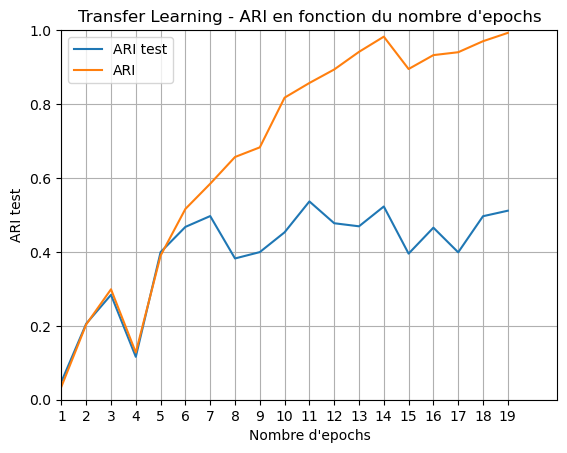 Transfer Learning - ARI en fonction du nombre d'epochs
ARI test
ARI
ARI test
1.0
0.8
0.6
0.4
0.2
0.0
1 2 3 4 5 6 7 8 9 10 11 12 13 14 15 16 17 18 19
Nombre d'epochs